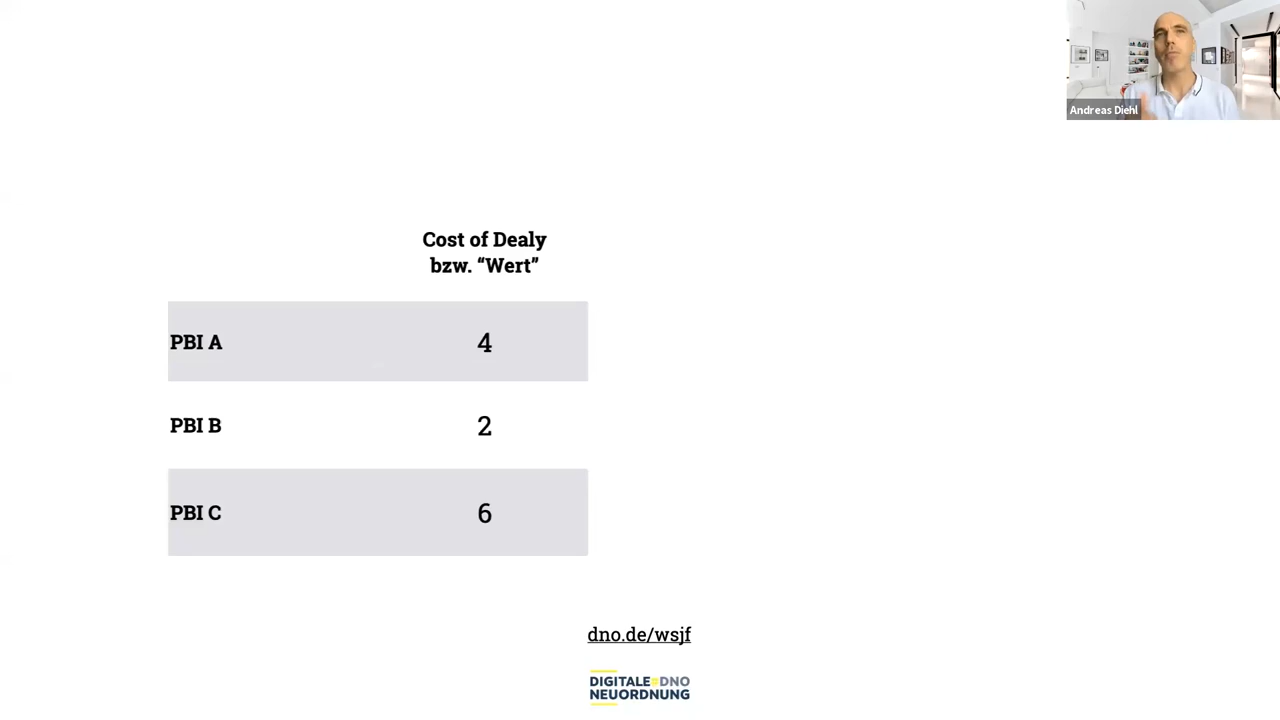 Andreas Diehl
Cost of Dealy
bzw. “Wert”
PBI A 4
PBI B 2
PBI C 6
dno.de/wsjf
DIGITALE DNO
NEUORDNUNG